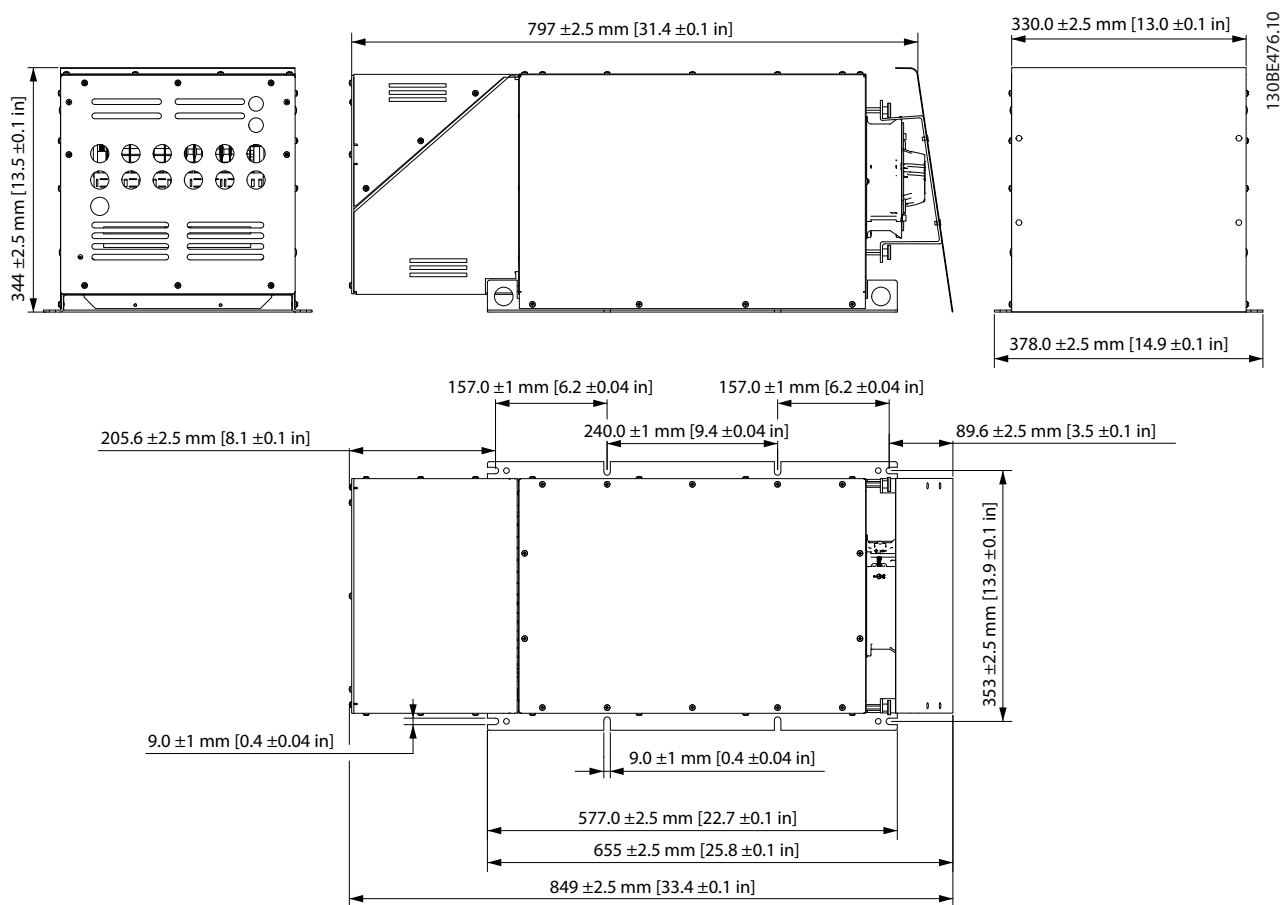 797 ±2.5 mm [31.4 ±0.1 in]
330.0 ±2.5 mm [13.0 ±0.1 in]
130BE476.10
344 ±2.5 mm [13.5 ±0.1 in]
378.0 ±2.5 mm [14.9 ±0.1 in]
157.0 ±1 mm [6.2 ±0.04 in]
157.0 ±1 mm [6.2 ±0.04 in]
205.6 ±2.5 mm [8.1 ±0.1 in]
240.0 ±1 mm [9.4 ±0.04 in]
89.6 ±2.5 mm [3.5 ±0.1 in]
353 ±2.5 mm [13.9 ±0.1 in]
9.0 ±1 mm [0.4 ±0.04 in]
9.0 ±1 mm [0.4 ±0.04 in]
577.0 ±2.5 mm [22.7 ±0.1 in]
655 ±2.5 mm [25.8 ±0.1 in]
849 ±2.5 mm [33.4 ±0.1 in]